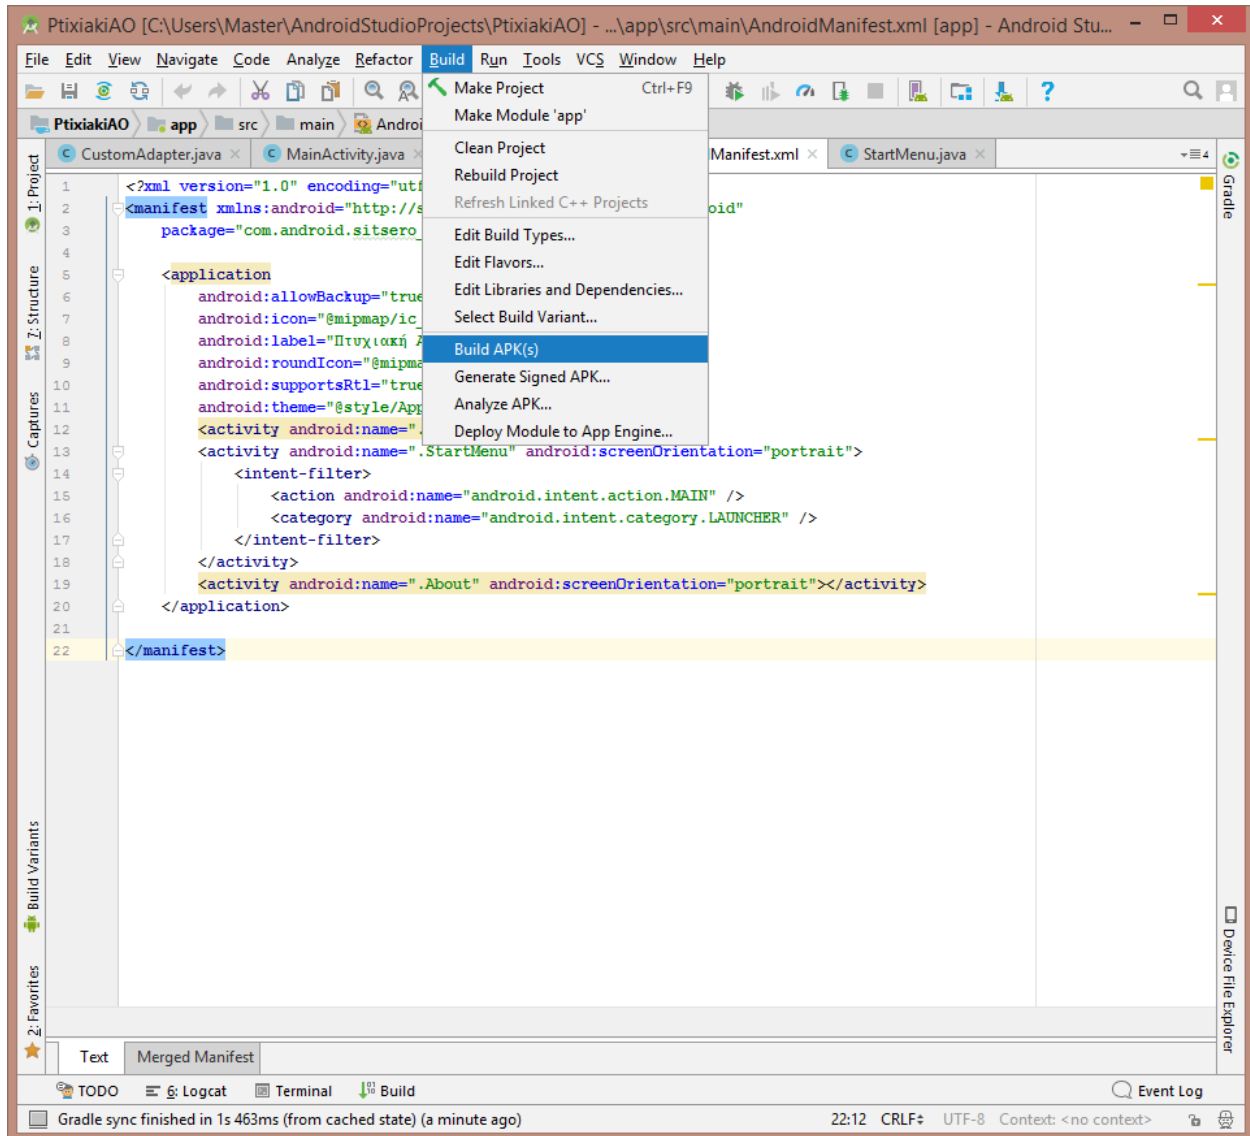 PtixiakiAO [C:\Users\Master\AndroidStudioProjects\PtixiakiAO] - ...\app\src\main\AndroidManifest.xml [app] - Android Stu...
File Edit View Navigate Code Analyze Refactor Build Run Tools VCS Window Help
PtixiakiAO app src main Androi
CustomAdapter.java MainActivity.java Manifest.xml StartMenu.java 4
Make Project Ctrl+F9
Make Module 'app'
Clean Project
Rebuild Project
Refresh Linked C++ Projects
Edit Build Types...
Edit Flavors...
Edit Libraries and Dependencies...
Select Build Variant...
Build APK(s)
Generate Signed APK...
Analyze APK...
Deploy Module to App Engine...
1: Project
7: Structure
Captures
Build Variants
2: Favorites
1 <?xml version="1.0" encoding="utf
2 <manifest xmlns:android="http://s oid"
3 package="com.android.sitsero_
4
5 <application
6 android:allowBackup="true
7 android:icon="@mipmap/ic_
8 android:label="Πτυχιακή Α
9 android:roundIcon="@mipma
10 android:supportsRtl="true
11 android:theme="@style/App
12 <activity android:name=".
13 <activity android:name=".StartMenu" android:screenOrientation="portrait">
14 <intent-filter>
15 <action android:name="android.intent.action.MAIN" />
16 <category android:name="android.intent.category.LAUNCHER" />
17 </intent-filter>
18 </activity>
19 <activity android:name=".About" android:screenOrientation="portrait"></activity>
20 </application>
21
22 </manifest>
Gradle
Device File Explorer
Text Merged Manifest
TODO 6: Logcat Terminal Build Event Log
Gradle sync finished in 1s 463ms (from cached state) (a minute ago) 22:12 CRLF UTF-8 Context: <no context>